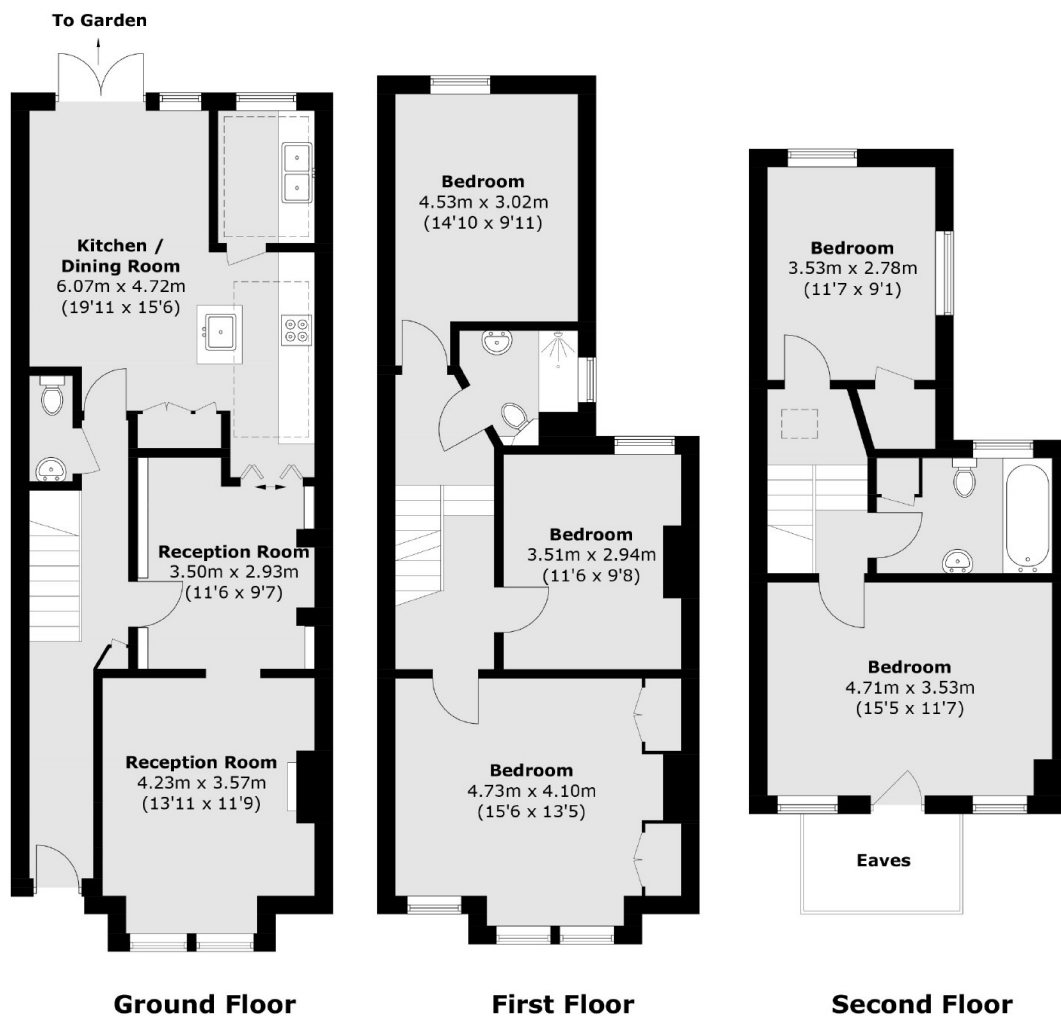 To Garden
Kitchen /
Dining Room
6.07m x 4.72m
(19'11 x 15'6)
Reception Room
3.50m x 2.93m
(11'6 x 9'7)
Reception Room
4.23m x 3.57m
(13'11 x 11'9)
Ground Floor
Bedroom
4.53m x 3.02m
(14'10 x 9'11)
Bedroom
3.51m x 2.94m
(11'6 x 9'8)
Bedroom
4.73m x 4.10m
(15'6 x 13'5)
First Floor
Bedroom
3.53m x 2.78m
(11'7 x 9'1)
Bedroom
4.71m x 3.53m
(15'5 x 11'7)
Eaves
Second Floor